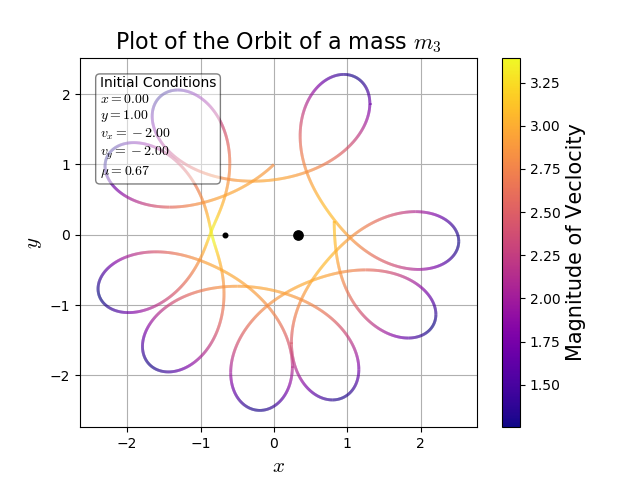 Plot of the Orbit of a mass m₃
Initial Conditions
x = 0.00
y = 1.00
vₓ = −2.00
v_y = −2.00
μ = 0.67
2
1
0
−1
−2
y
−2
−1
0
1
2
x
3.25
3.00
2.75
2.50
2.25
2.00
1.75
1.50
Magnitude of Veclocity